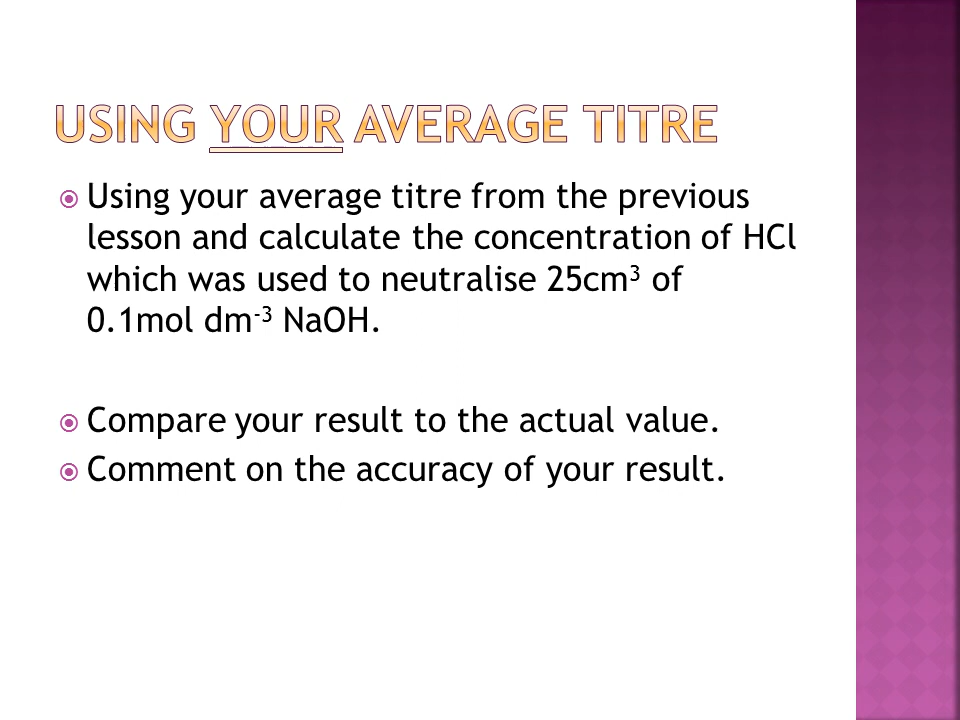 USING YOUR AVERAGE TITRE
Using your average titre from the previous
lesson and calculate the concentration of HCl
which was used to neutralise 25cm³ of
0.1mol dm⁻³ NaOH.
Compare your result to the actual value.
Comment on the accuracy of your result.